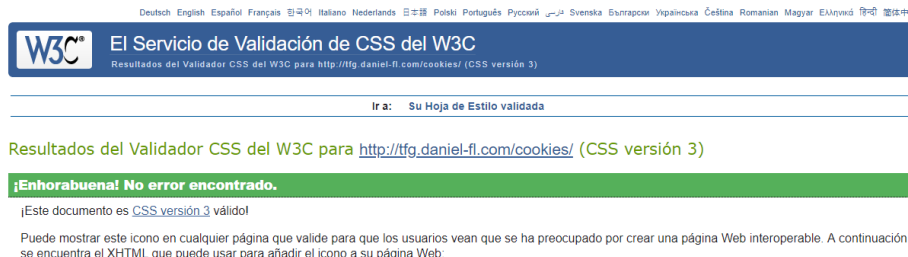 Deutsch English Español Français 한국어 Italiano Nederlands 日本語 Polski Português Русский فارسی Svenska Български Українська Čeština Romanian Magyar Ελληνικά हिन्दी 简体中
W3C® El Servicio de Validación de CSS del W3C
Resultados del Validador CSS del W3C para http://tfg.daniel-fl.com/cookies/ (CSS versión 3)
Ir a: Su Hoja de Estilo validada
Resultados del Validador CSS del W3C para http://tfg.daniel-fl.com/cookies/ (CSS versión 3)
¡Enhorabuena! No error encontrado.
¡Este documento es CSS versión 3 válido!
Puede mostrar este icono en cualquier página que valide para que los usuarios vean que se ha preocupado por crear una página Web interoperable. A continuación
se encuentra el XHTML que puede usar para añadir el icono a su página Web: